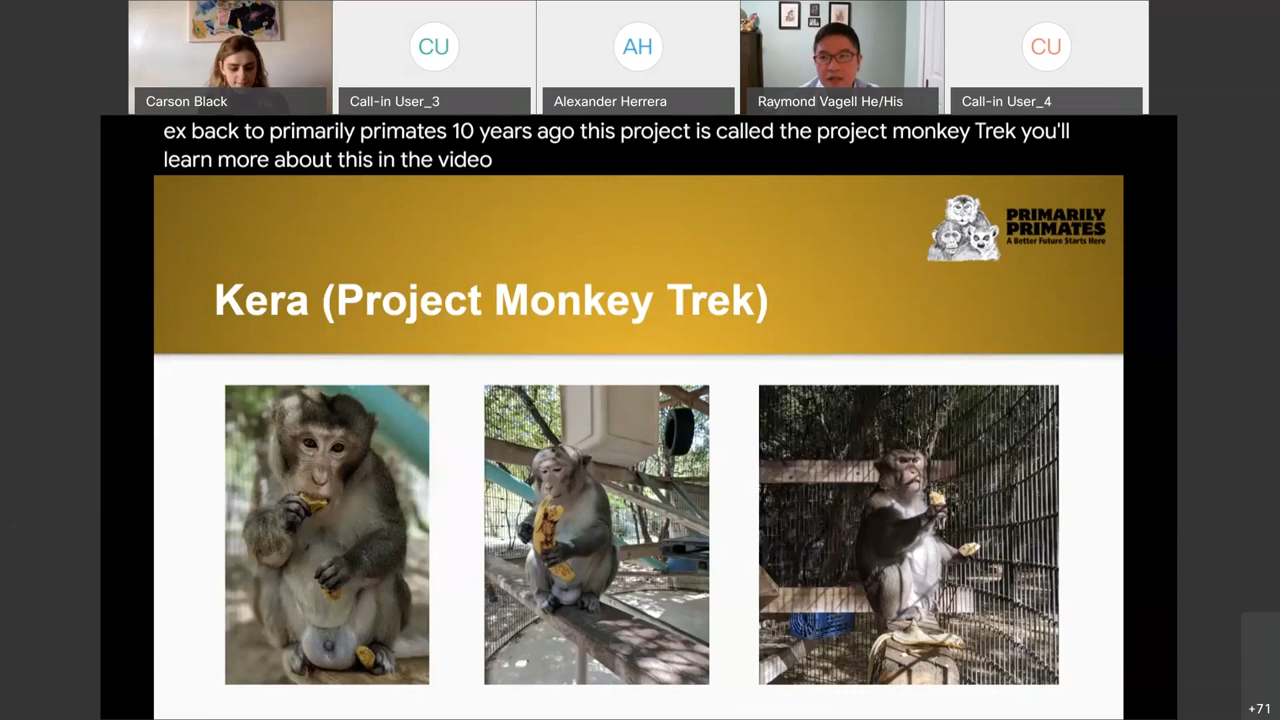 CU
AH
CU
Carson Black
Call-in User_3
Alexander Herrera
Raymond Vagell He/His
Call-in User_4
ex back to primarily primates 10 years ago this project is called the project monkey Trek you'll
learn more about this in the video
PRIMARILY
PRIMATES
A Better Future Starts Here
Kera (Project Monkey Trek)
+71